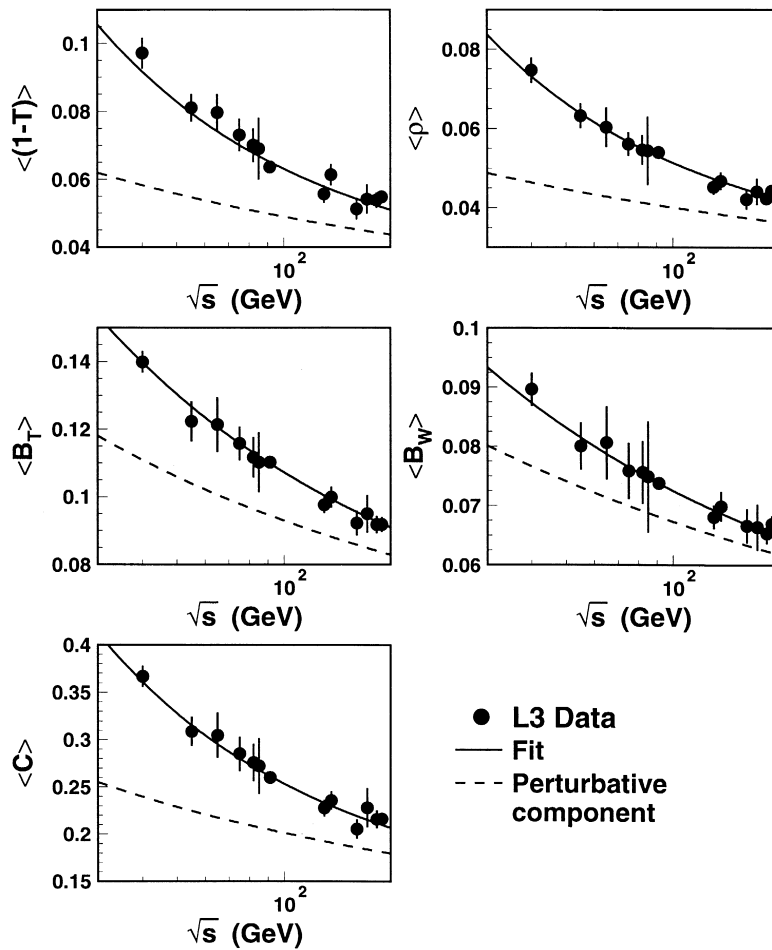 0.1
0.08
0.06
0.04
<(1-T)>
10²
√s (GeV)
0.08
0.06
0.04
<ρ>
10²
√s (GeV)
0.14
0.12
0.1
0.08
<B_T>
10²
√s (GeV)
0.1
0.09
0.08
0.07
0.06
<B_W>
10²
√s (GeV)
0.4
0.35
0.3
0.25
0.2
0.15
<C>
10²
√s (GeV)
L3 Data
Fit
Perturbative
component